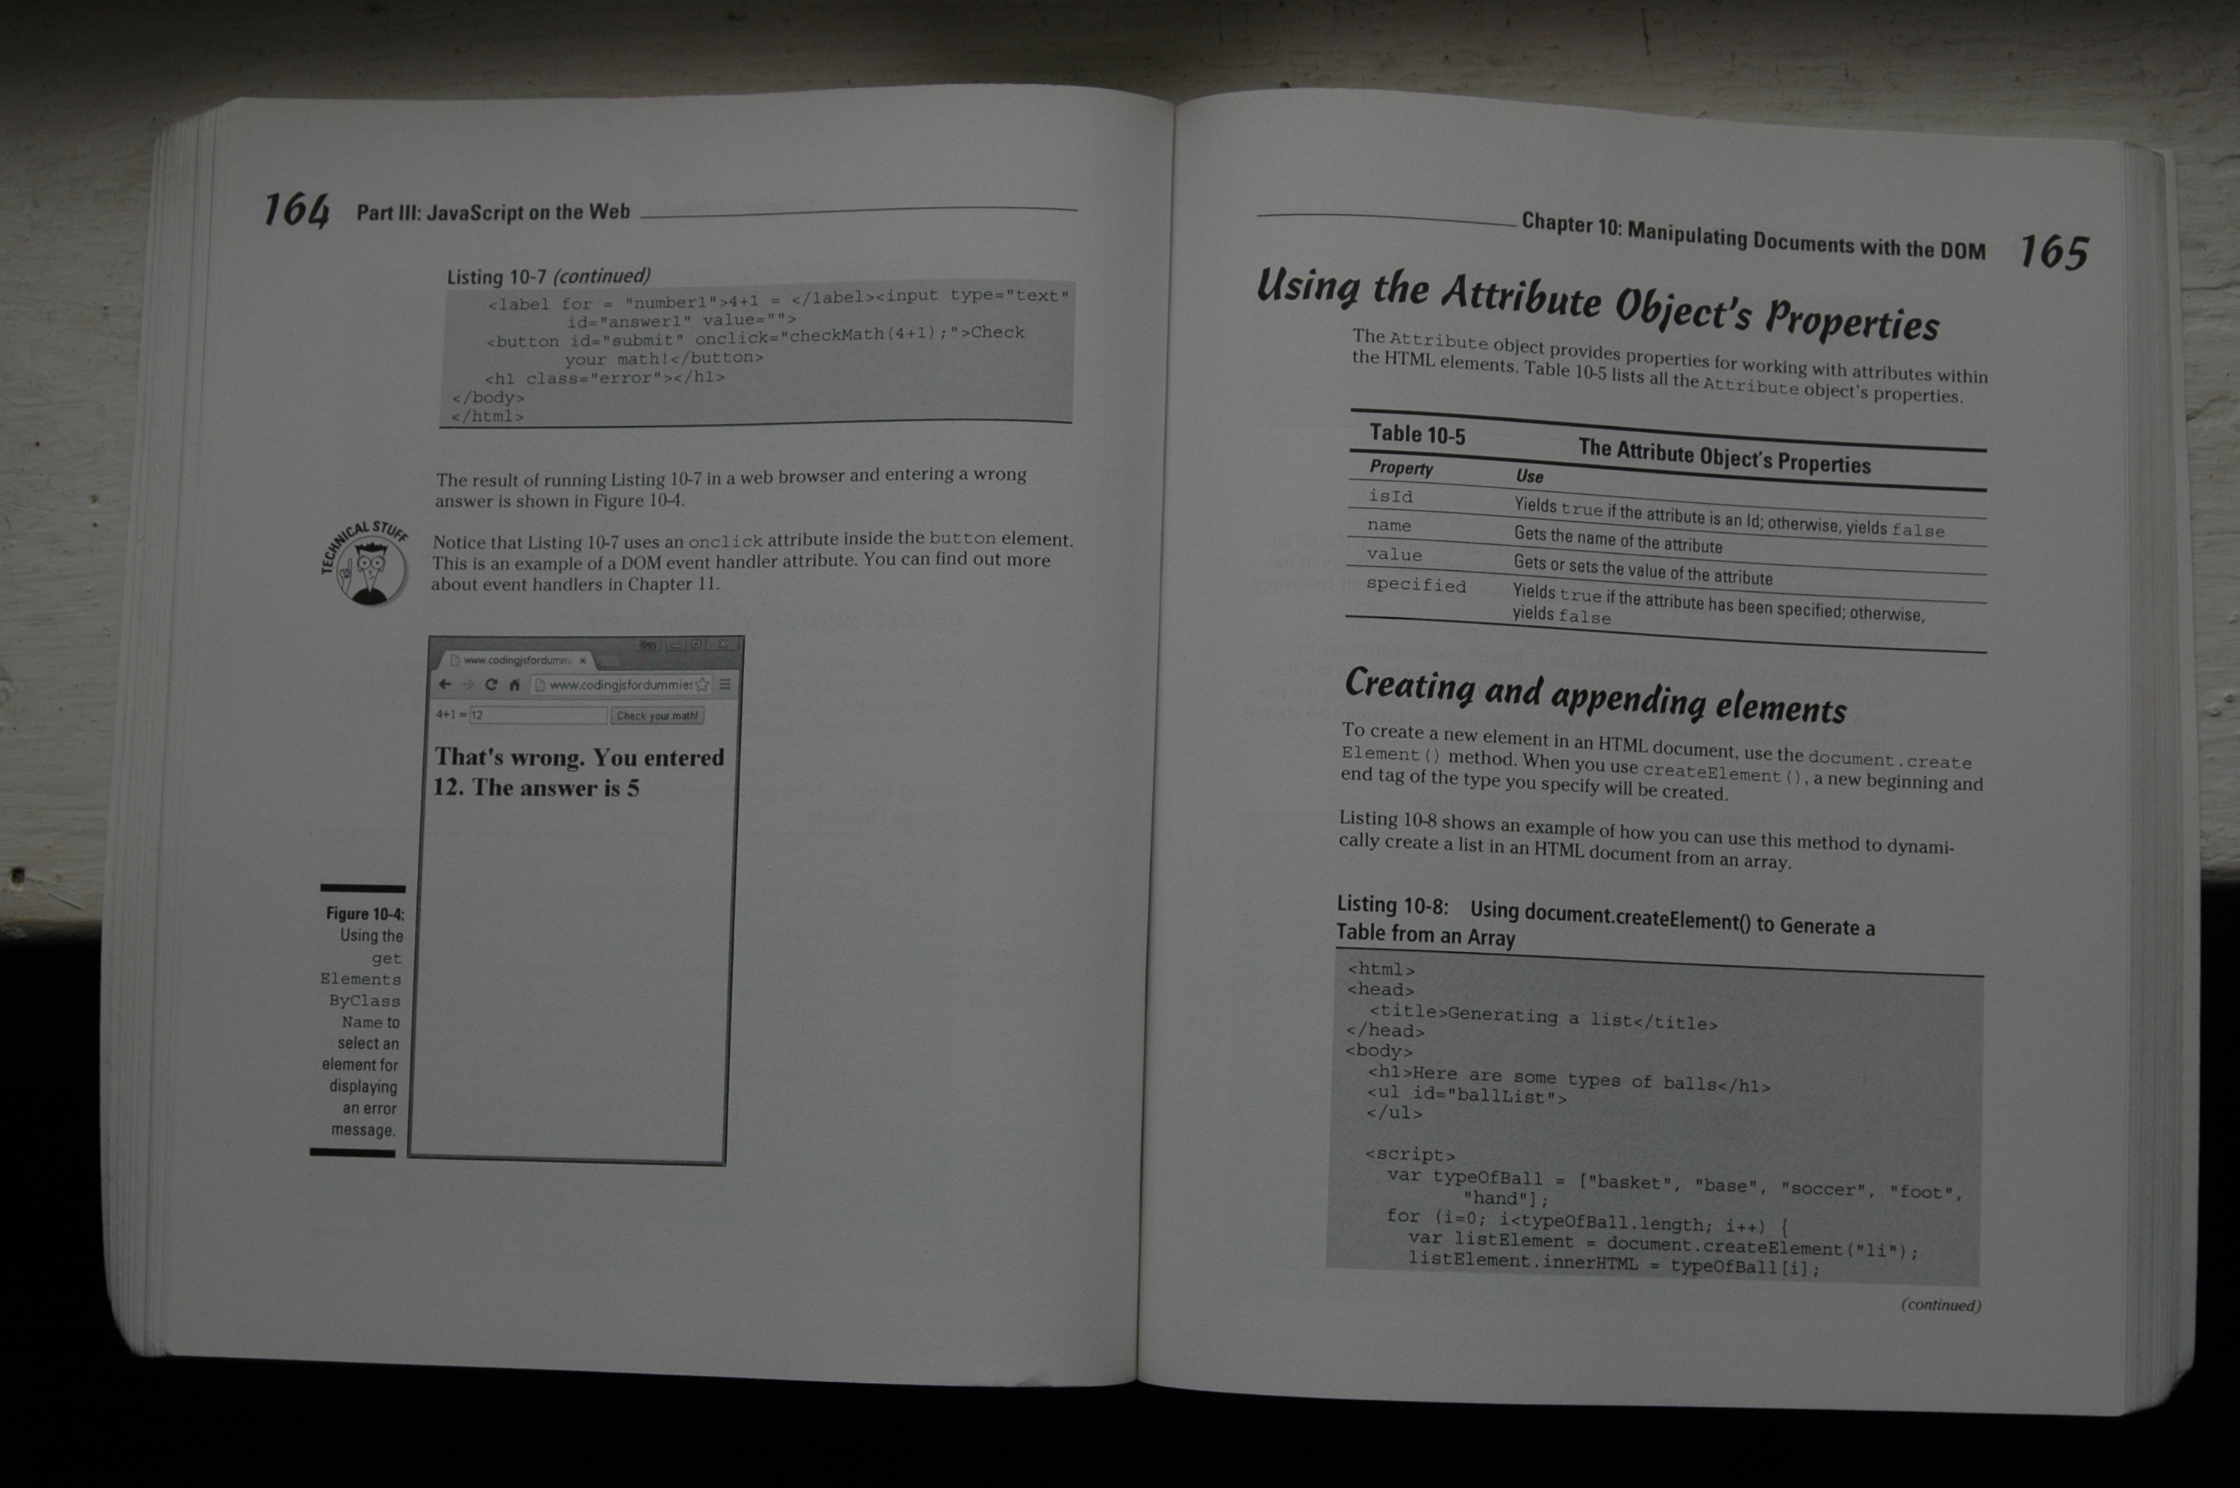 164 Part III: JavaScript on the Web
Listing 10-7 (continued)
<label for = "number1">4+1 = </label><input type="text"
id="answer1" value="">
<button id="submit" onclick="checkMath(4+1);">Check
your math!</button>
<h1 class="error"></h1>
</body>
</html>
The result of running Listing 10-7 in a web browser and entering a wrong
answer is shown in Figure 10-4.
TECHNICAL STUFF
Notice that Listing 10-7 uses an onclick attribute inside the button element.
This is an example of a DOM event handler attribute. You can find out more
about event handlers in Chapter 11.
www.codingjsfordumm
www.codingjsfordummies
4+1 = 12 Check your math!
That's wrong. You entered
12. The answer is 5
Figure 10-4:
Using the
get
Elements
ByClass
Name to
select an
element for
displaying
an error
message.
Chapter 10: Manipulating Documents with the DOM 165
Using the Attribute Object's Properties
The Attribute object provides properties for working with attributes within
the HTML elements. Table 10-5 lists all the Attribute object's properties.
Table 10-5 The Attribute Object's Properties
Property Use
isId Yields true if the attribute is an Id; otherwise, yields false
name Gets the name of the attribute
value Gets or sets the value of the attribute
specified Yields true if the attribute has been specified; otherwise,
yields false
Creating and appending elements
To create a new element in an HTML document, use the document.create
Element() method. When you use createElement(), a new beginning and
end tag of the type you specify will be created.
Listing 10-8 shows an example of how you can use this method to dynami-
cally create a list in an HTML document from an array.
Listing 10-8: Using document.createElement() to Generate a
Table from an Array
<html>
<head>
<title>Generating a list</title>
</head>
<body>
<h1>Here are some types of balls</h1>
<ul id="ballList">
</ul>
<script>
var typeOfBall = ["basket", "base", "soccer", "foot",
"hand"];
for (i=0; i<typeOfBall.length; i++) {
var listElement = document.createElement("li");
listElement.innerHTML = typeOfBall[i];
(continued)